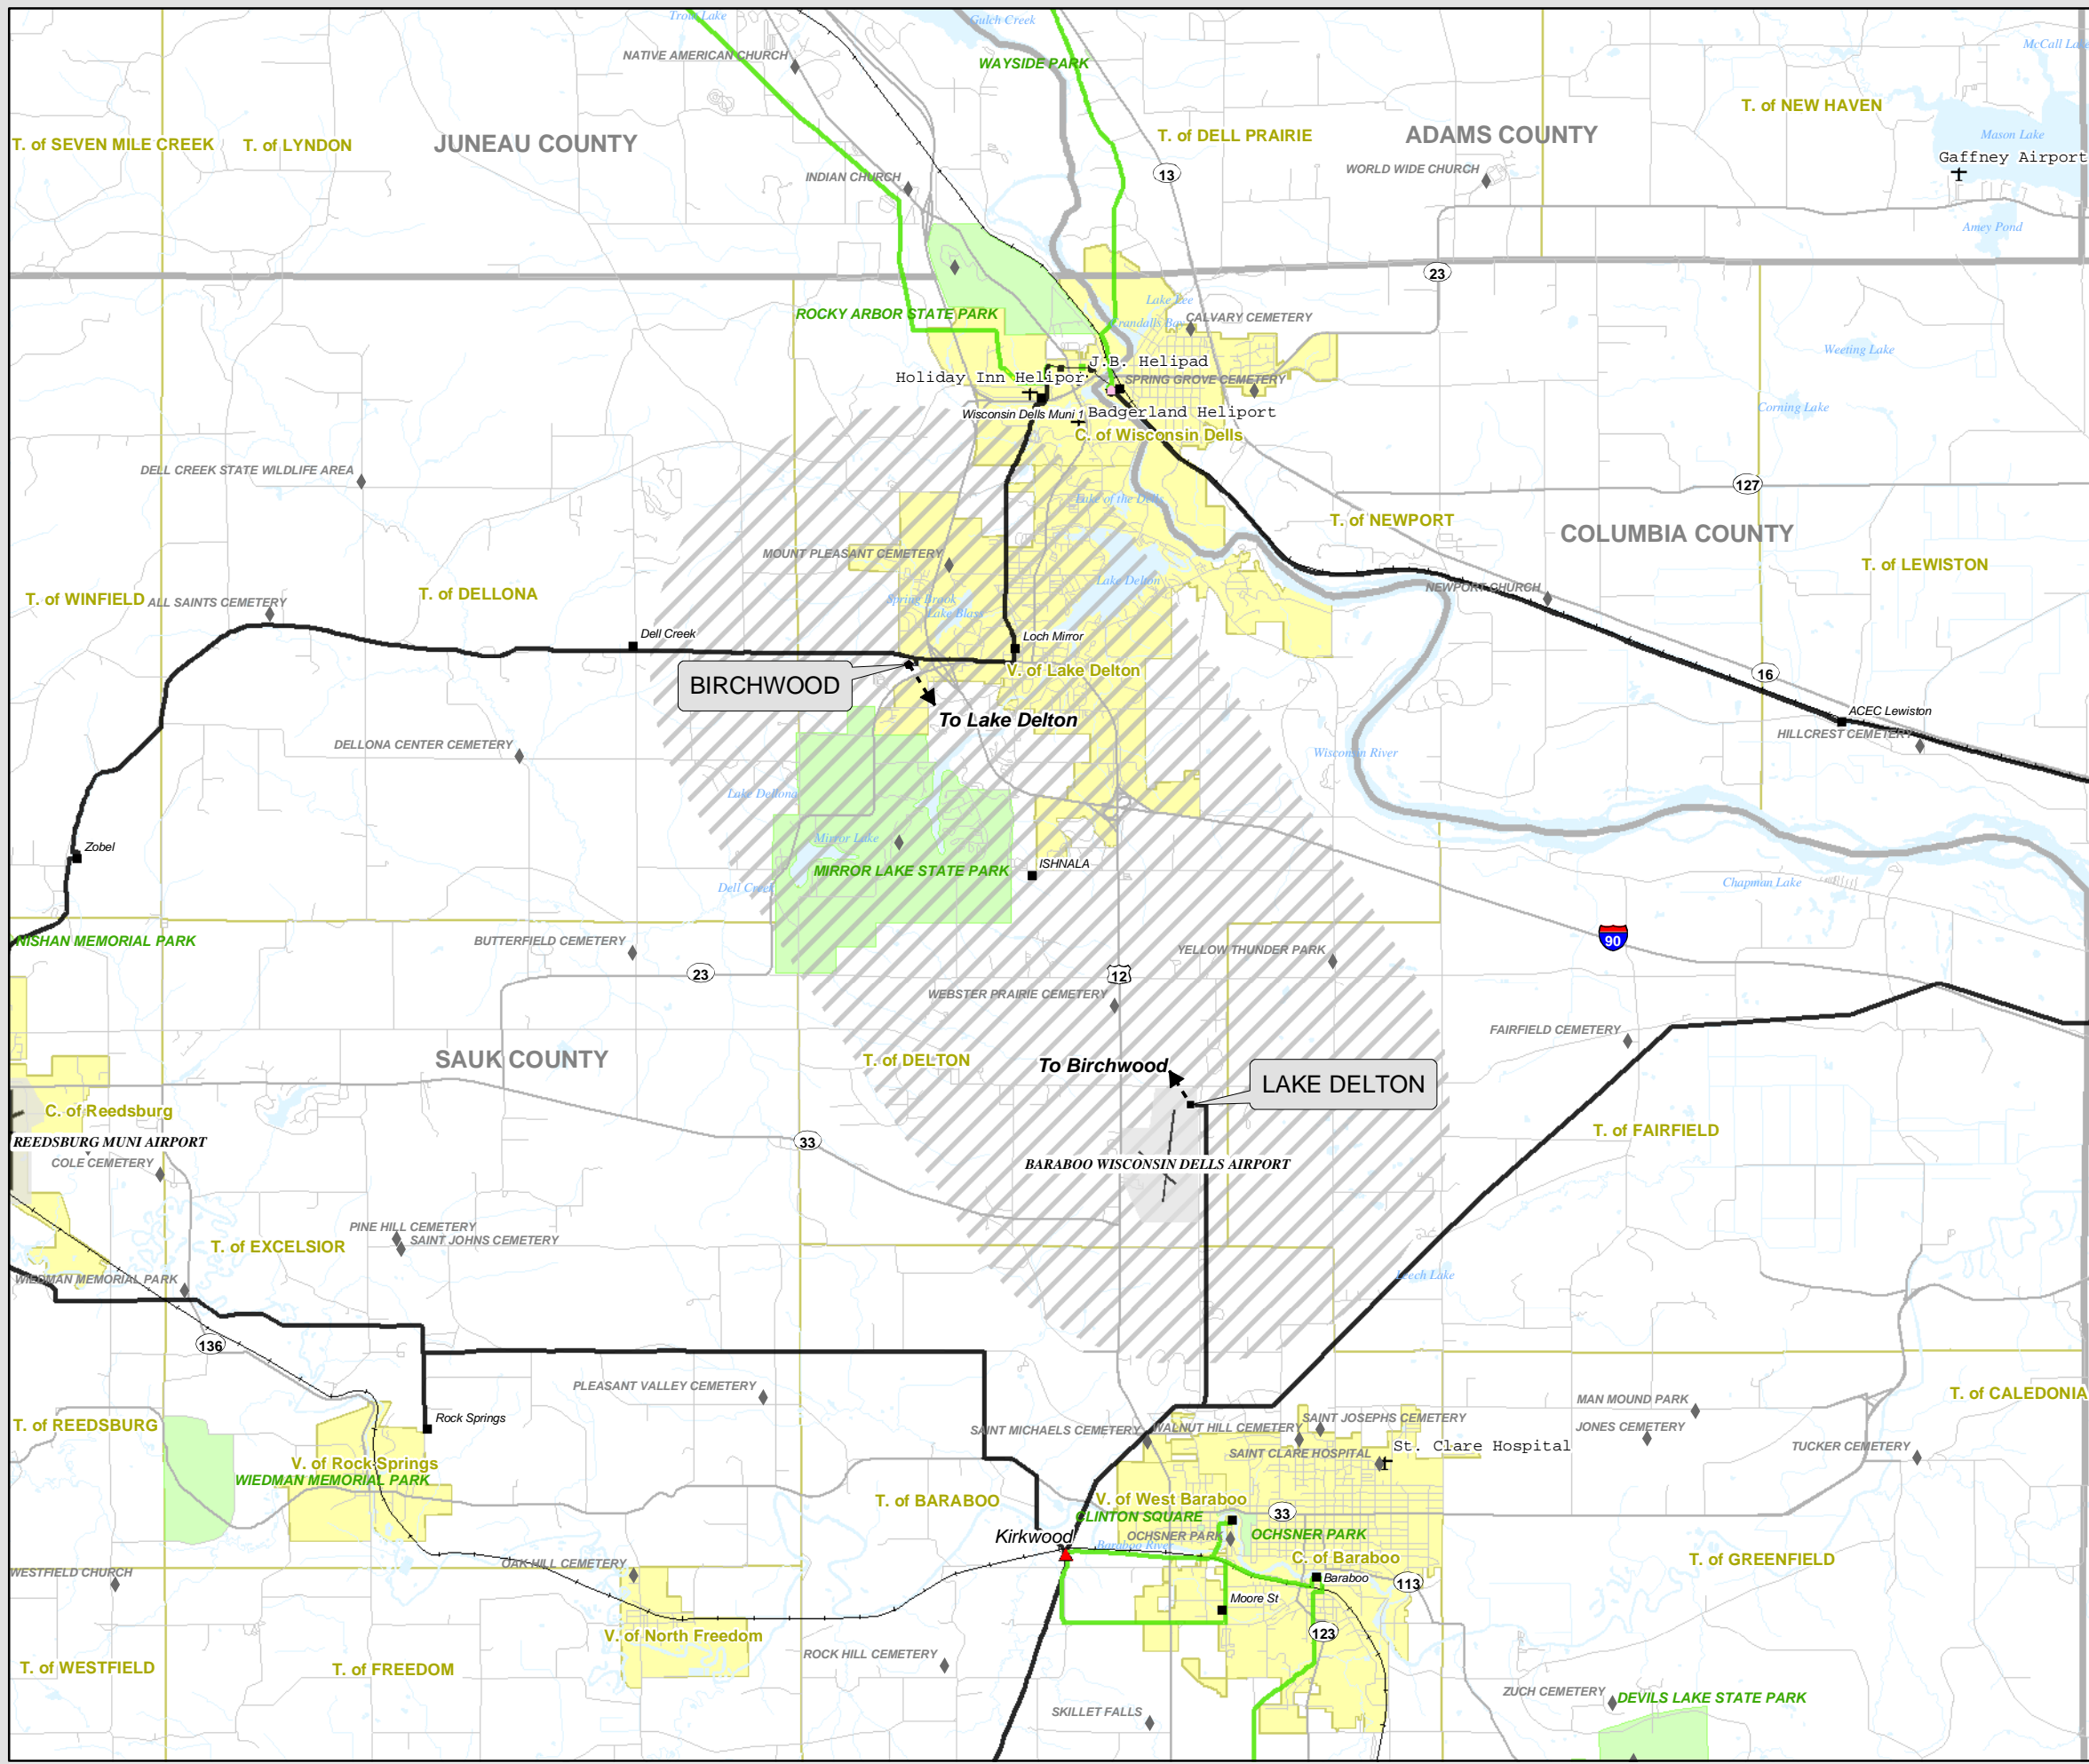 Trout Lake
Gulch Creek
McCall Lake
NATIVE AMERICAN CHURCH
WAYSIDE PARK
T. of NEW HAVEN
T. of SEVEN MILE CREEK
T. of LYNDON
JUNEAU COUNTY
T. of DELL PRAIRIE
ADAMS COUNTY
Mason Lake
Gaffney Airport
INDIAN CHURCH
13
WORLD WIDE CHURCH
Amey Pond
23
Lake Lee
ROCKY ARBOR STATE PARK
Crandalls Bay
CALVARY CEMETERY
Weeting Lake
J.B. Helipad
Holiday Inn Helipor
SPRING GROVE CEMETERY
Wisconsin Dells Muni 1
Badgerland Heliport
Corning Lake
C. of Wisconsin Dells
DELL CREEK STATE WILDLIFE AREA
127
Lake of the Dells
T. of NEWPORT
COLUMBIA COUNTY
MOUNT PLEASANT CEMETERY
T. of LEWISTON
Lake Delton
NEWPORT CHURCH
T. of WINFIELD
ALL SAINTS CEMETERY
T. of DELLONA
Spring Brook
Lake Blass
Dell Creek
Loch Mirror
BIRCHWOOD
V. of Lake Delton
16
ACEC Lewiston
To Lake Delton
HILLCREST CEMETERY
DELLONA CENTER CEMETERY
Wisconsin River
Lake Dellona
Mirror Lake
Zobel
ISHNALA
MIRROR LAKE STATE PARK
Dell Creek
Chapman Lake
NISHAN MEMORIAL PARK
BUTTERFIELD CEMETERY
90
YELLOW THUNDER PARK
23
12
WEBSTER PRAIRIE CEMETERY
FAIRFIELD CEMETERY
SAUK COUNTY
T. of DELTON
To Birchwood
LAKE DELTON
C. of Reedsburg
REEDSBURG MUNI AIRPORT
33
T. of FAIRFIELD
COLE CEMETERY
BARABOO WISCONSIN DELLS AIRPORT
PINE HILL CEMETERY
SAINT JOHNS CEMETERY
T. of EXCELSIOR
WIEDMAN MEMORIAL PARK
Leech Lake
136
PLEASANT VALLEY CEMETERY
MAN MOUND PARK
T. of CALEDONIA
T. of REEDSBURG
Rock Springs
SAINT MICHAELS CEMETERY
WALNUT HILL CEMETERY
SAINT JOSEPHS CEMETERY
JONES CEMETERY
SAINT CLARE HOSPITAL
St. Clare Hospital
TUCKER CEMETERY
V. of Rock Springs
WIEDMAN MEMORIAL PARK
T. of BARABOO
V. of West Baraboo
CLINTON SQUARE
33
Kirkwood
OCHSNER PARK
OCHSNER PARK
Baraboo River
C. of Baraboo
T. of GREENFIELD
OAK HILL CEMETERY
WESTFIELD CHURCH
Baraboo
113
Moore St
V. of North Freedom
123
ROCK HILL CEMETERY
T. of WESTFIELD
T. of FREEDOM
ZUCH CEMETERY
DEVILS LAKE STATE PARK
SKILLET FALLS